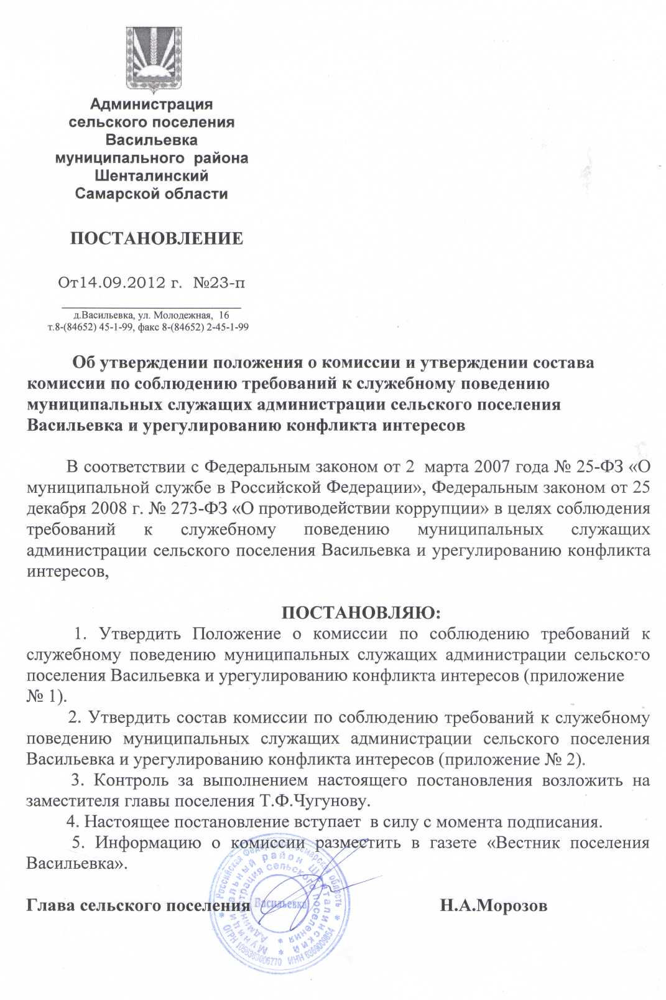 Администрация
сельского поселения
Васильевка
муниципального района
Шенталинский
Самарской области
ПОСТАНОВЛЕНИЕ
От14.09.2012 г. №23-п
д.Васильевка, ул. Молодежная, 16
т.8-(84652) 45-1-99, факс 8-(84652) 2-45-1-99
Об утверждении положения о комиссии и утверждении состава
комиссии по соблюдению требований к служебному поведению
муниципальных служащих администрации сельского поселения
Васильевка и урегулированию конфликта интересов
В соответствии с Федеральным законом от 2 марта 2007 года № 25-ФЗ «О
муниципальной службе в Российской Федерации», Федеральным законом от 25
декабря 2008 г. № 273-ФЗ «О противодействии коррупции» в целях соблюдения
требований к служебному поведению муниципальных служащих
администрации сельского поселения Васильевка и урегулированию конфликта
интересов,
ПОСТАНОВЛЯЮ:
1. Утвердить Положение о комиссии по соблюдению требований к
служебному поведению муниципальных служащих администрации сельского
поселения Васильевка и урегулированию конфликта интересов (приложение
№ 1).
2. Утвердить состав комиссии по соблюдению требований к служебному
поведению муниципальных служащих администрации сельского поселения
Васильевка и урегулированию конфликта интересов (приложение № 2).
3. Контроль за выполнением настоящего постановления возложить на
заместителя главы поселения Т.Ф.Чугунову.
4. Настоящее постановление вступает в силу с момента подписания.
5. Информацию о комиссии разместить в газете «Вестник поселения
Васильевка».
Глава сельского поселения Н.А.Морозов
Российская Федерация Самарская область
Муниципальный район Шенталинский
Администрация сельского поселения
Васильевка
ОГРН 1056363006770 ИНН 6369009854